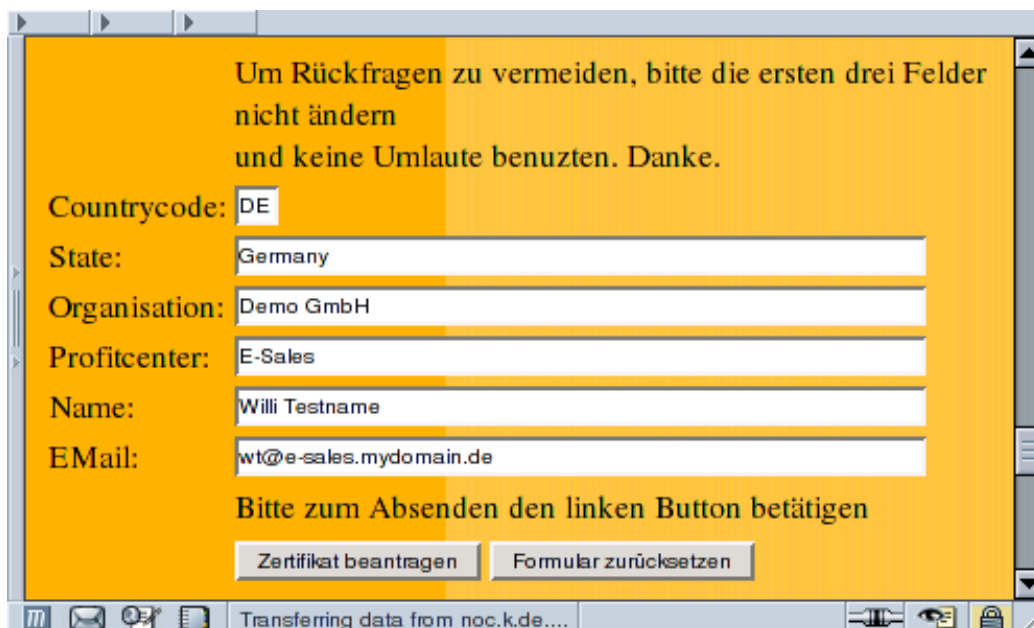 Um Rückfragen zu vermeiden, bitte die ersten drei Felder
nicht ändern
und keine Umlaute benuzten. Danke.
Countrycode: DE
State: Germany
Organisation: Demo GmbH
Profitcenter: E-Sales
Name: Willi Testname
EMail: wt@e-sales.mydomain.de
Bitte zum Absenden den linken Button betätigen
Zertifikat beantragen Formular zurücksetzen
Transferring data from noc.k.de....